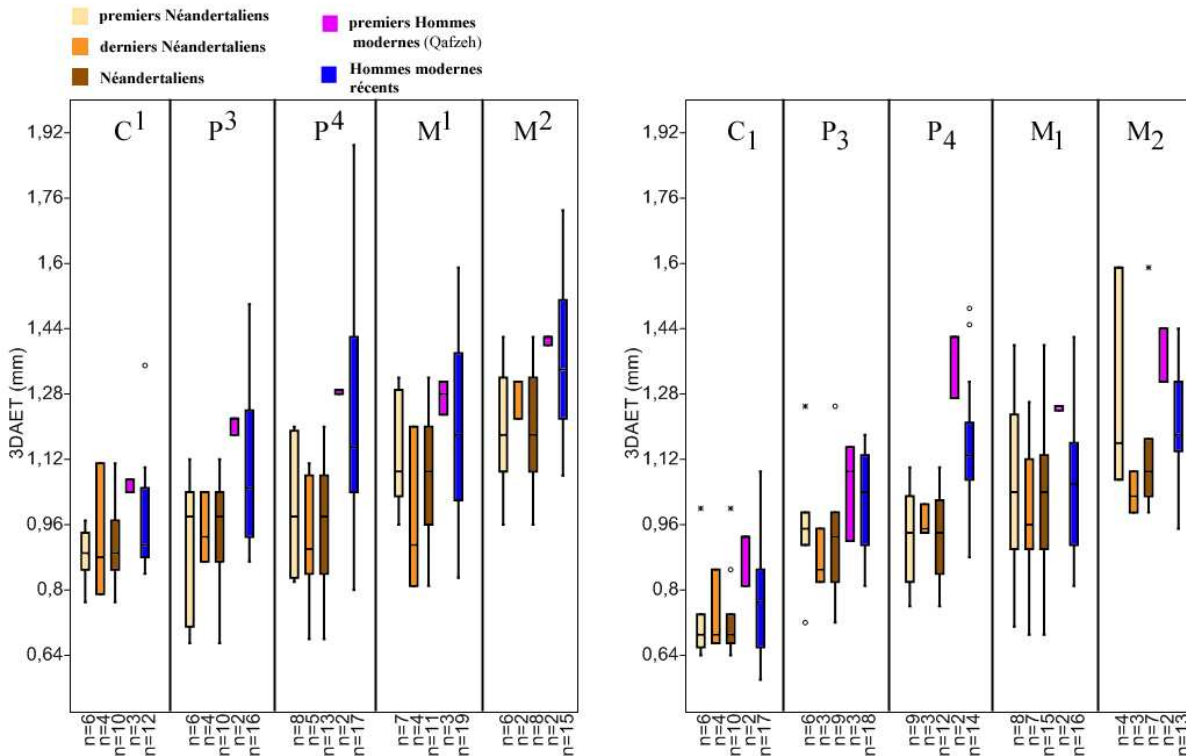 premiers Néandertaliens
derniers Néandertaliens
Néandertaliens
premiers Hommes
modernes (Qafzeh)
Hommes modernes
récents
C1 P3 P4 M1 M2
3DAET (mm)
1,92
1,76
1,6
1,44
1,28
1,12
0,96
0,8
0,64
n=6 n=4 n=10 n=3 n=12
n=6 n=4 n=10 n=2 n=16
n=8 n=5 n=13 n=2 n=17
n=7 n=4 n=11 n=3 n=19
n=6 n=2 n=8 n=2 n=15
C1 P3 P4 M1 M2
3DAET (mm)
1,92
1,76
1,6
1,44
1,28
1,12
0,96
0,8
0,64
n=6 n=4 n=10 n=2 n=17
n=6 n=3 n=9 n=3 n=18
n=9 n=3 n=12 n=2 n=14
n=8 n=7 n=15 n=2 n=16
n=4 n=3 n=7 n=2 n=13